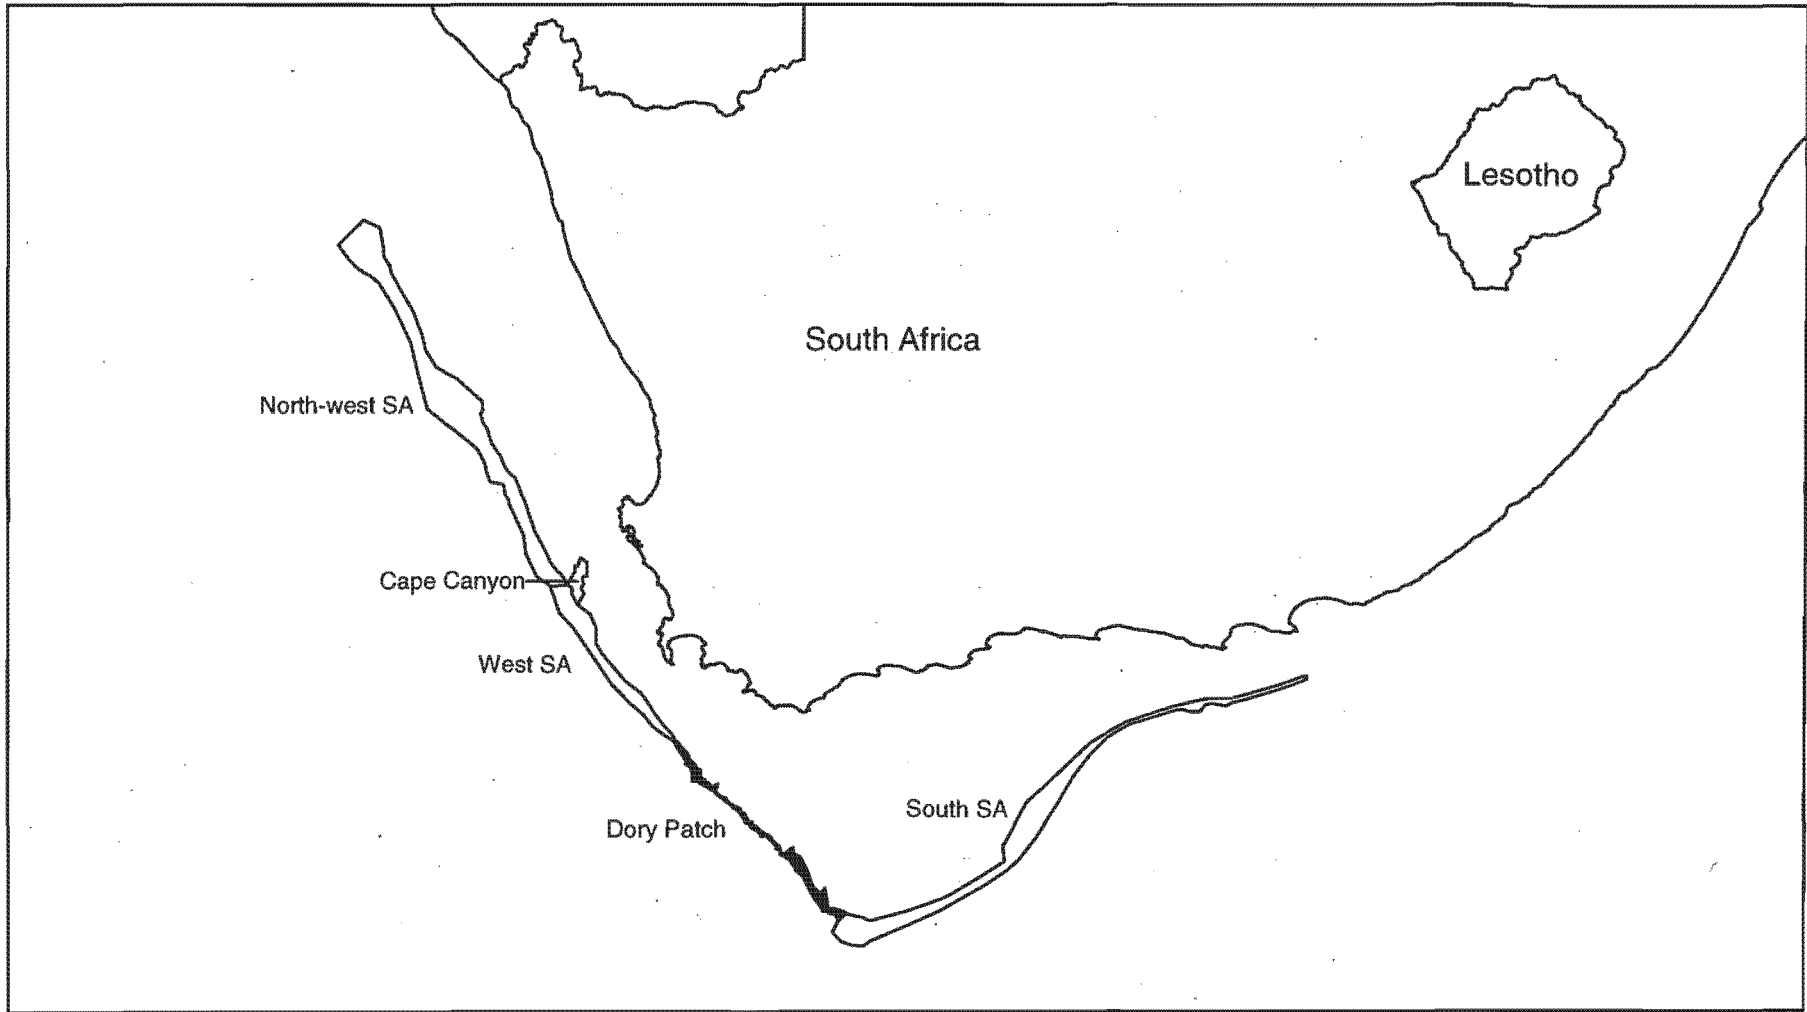 Lesotho
South Africa
North-west SA
Cape Canyon
West SA
South SA
Dory Patch